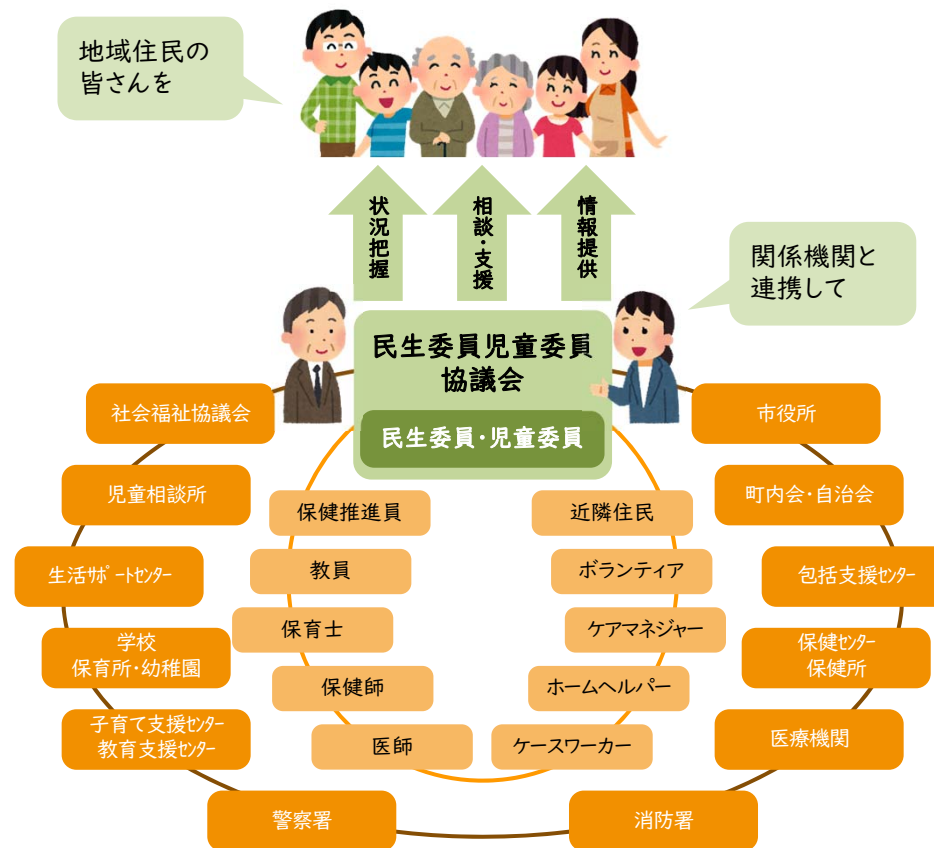 地域住民の
皆さんを
状況把握
相談・支援
情報提供
関係機関と
連携して
民生委員児童委員
協議会
民生委員・児童委員
社会福祉協議会
市役所
児童相談所
町内会・自治会
保健推進員
近隣住民
生活ｻﾎﾟｰﾄｾﾝﾀｰ
教員
ボランティア
包括支援ｾﾝﾀｰ
保育士
ケアマネジャー
学校
保育所・幼稚園
保健ｾﾝﾀｰ
保健所
保健師
ホームヘルパー
子育て支援ｾﾝﾀｰ
教育支援ｾﾝﾀｰ
医師
ケースワーカー
医療機関
警察署
消防署